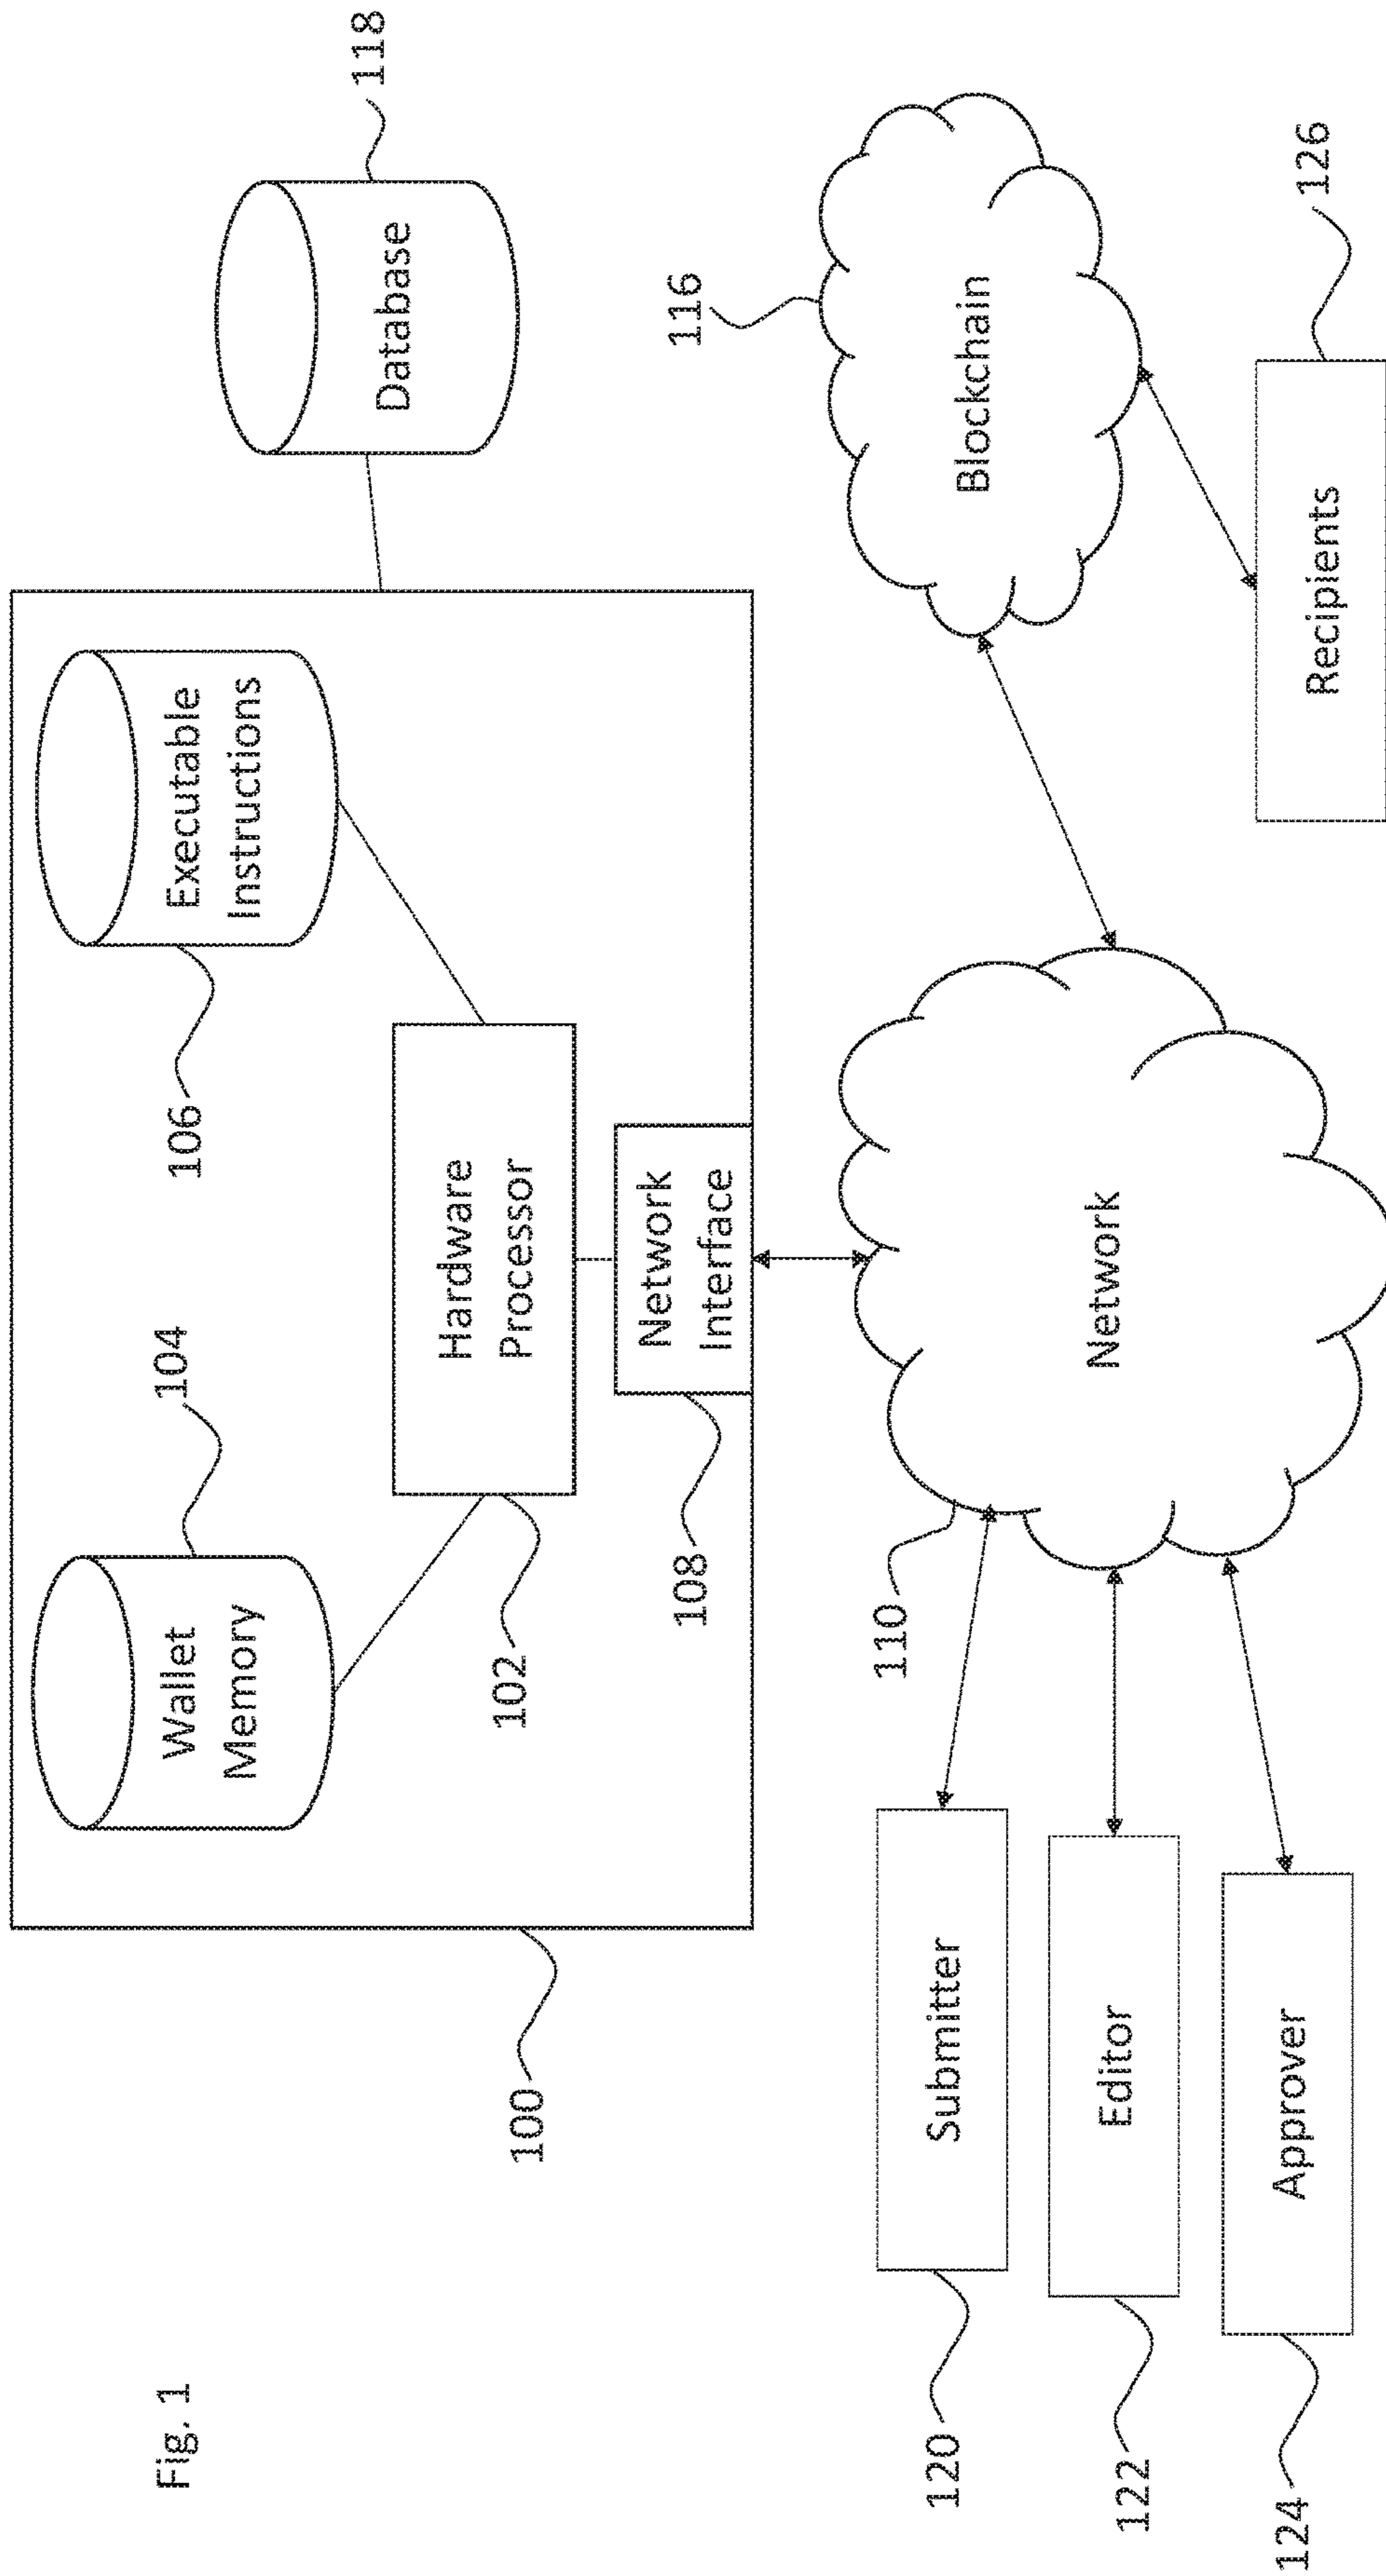 Fig. 1
100
Wallet
Memory
104
Executable
Instructions
106
Hardware
Processor
102
Network
Interface
108
Database
118
110
Network
116
Blockchain
Submitter
120
Editor
122
Approver
124
Recipients
126